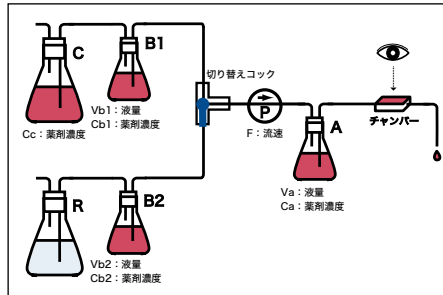 C
B1
切り替えコック
Vb1：液量
Cb1：薬剤濃度
Cc：薬剤濃度
P
F：流速
A
チャンバー
Va：液量
Ca：薬剤濃度
R
B2
Vb2：液量
Cb2：薬剤濃度